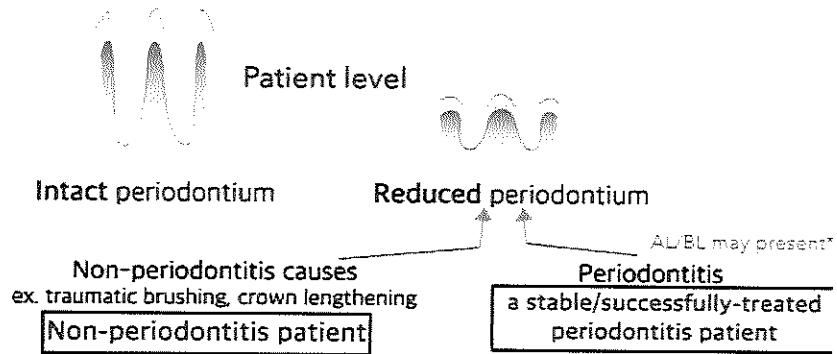 Patient level
Intact periodontium
Reduced periodontium
AL/BL may present*
Non-periodontitis causes
ex. traumatic brushing, crown lengthening
Non-periodontitis patient
Periodontitis
a stable/successfully-treated
periodontitis patient